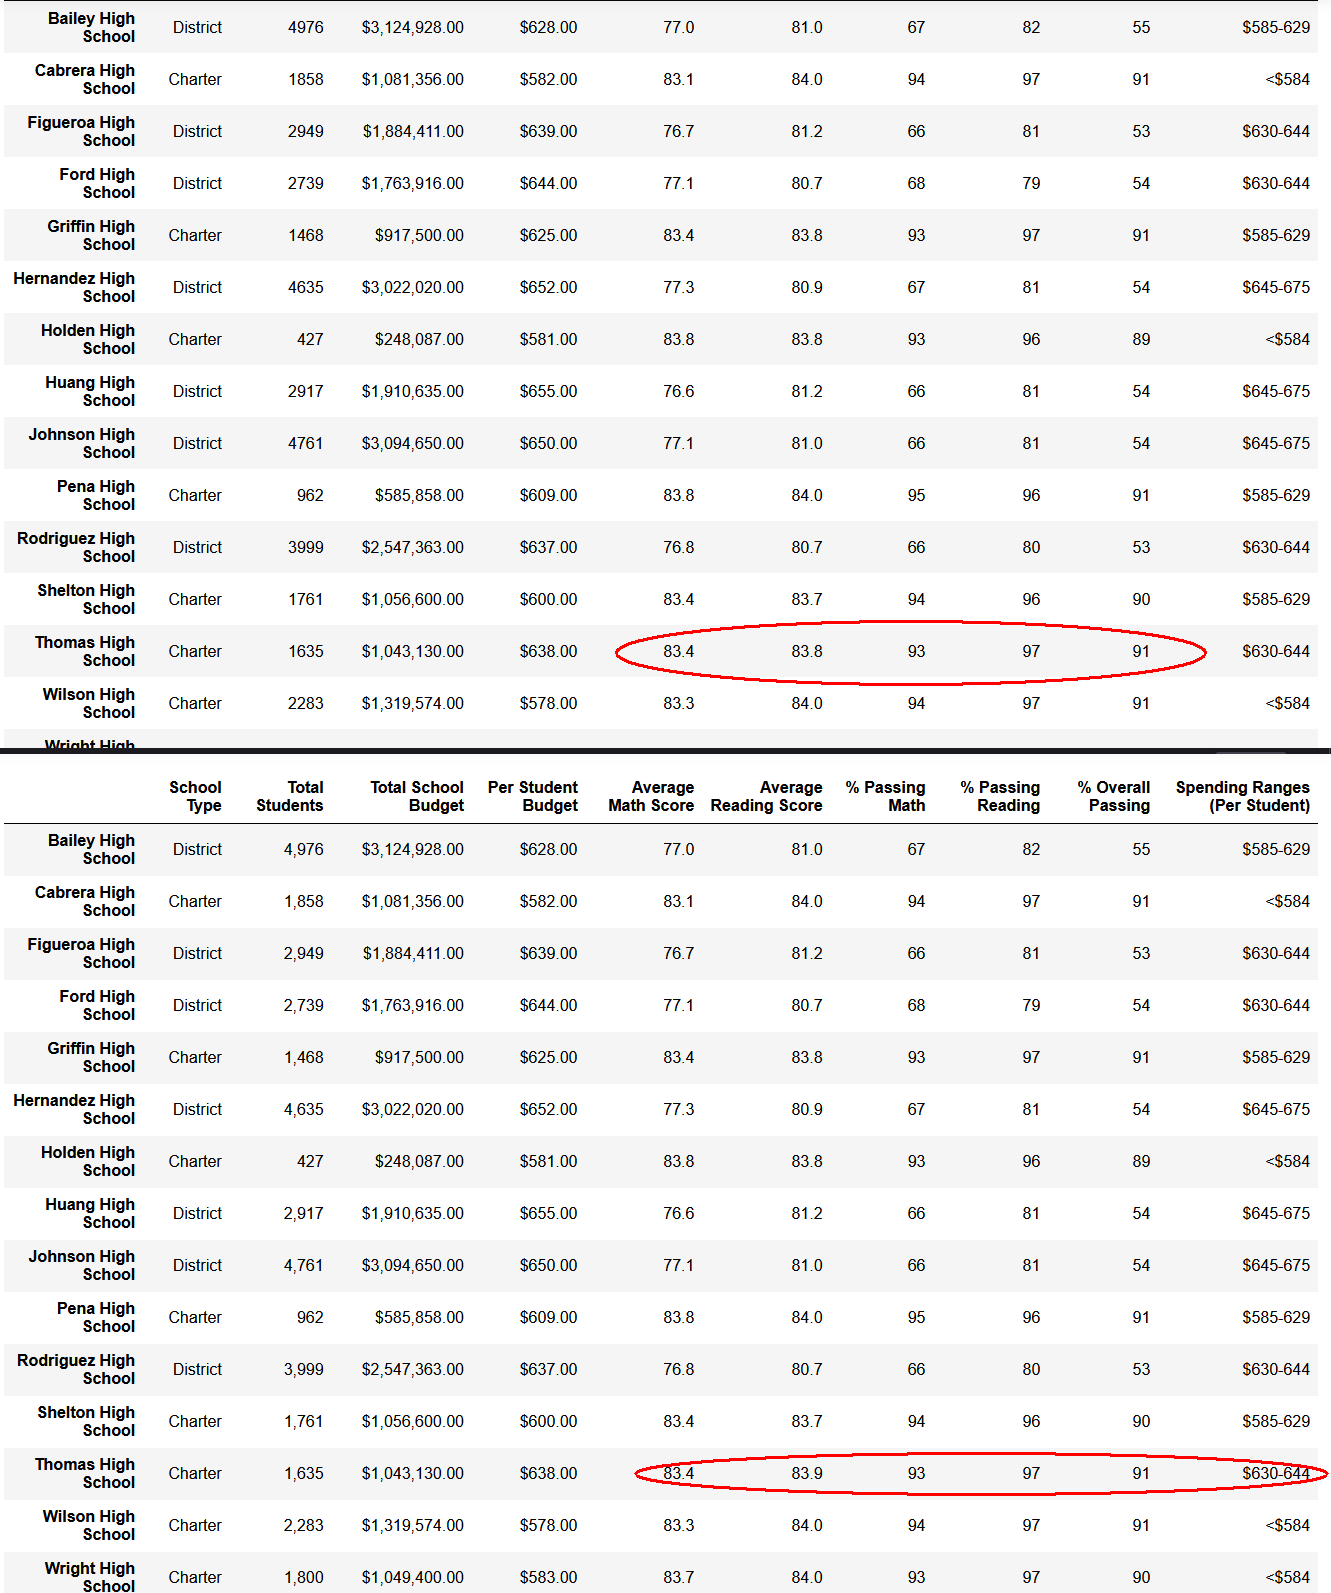 Bailey High School District 4976 $3,124,928.00 $628.00 77.0 81.0 67 82 55 $585-629
Cabrera High School Charter 1858 $1,081,356.00 $582.00 83.1 84.0 94 97 91 <$584
Figueroa High School District 2949 $1,884,411.00 $639.00 76.7 81.2 66 81 53 $630-644
Ford High School District 2739 $1,763,916.00 $644.00 77.1 80.7 68 79 54 $630-644
Griffin High School Charter 1468 $917,500.00 $625.00 83.4 83.8 93 97 91 $585-629
Hernandez High School District 4635 $3,022,020.00 $652.00 77.3 80.9 67 81 54 $645-675
Holden High School Charter 427 $248,087.00 $581.00 83.8 83.8 93 96 89 <$584
Huang High School District 2917 $1,910,635.00 $655.00 76.6 81.2 66 81 54 $645-675
Johnson High School District 4761 $3,094,650.00 $650.00 77.1 81.0 66 81 54 $645-675
Pena High School Charter 962 $585,858.00 $609.00 83.8 84.0 95 96 91 $585-629
Rodriguez High School District 3999 $2,547,363.00 $637.00 76.8 80.7 66 80 53 $630-644
Shelton High School Charter 1761 $1,056,600.00 $600.00 83.4 83.7 94 96 90 $585-629
Thomas High School Charter 1635 $1,043,130.00 $638.00 83.4 83.8 93 97 91 $630-644
Wilson High School Charter 2283 $1,319,574.00 $578.00 83.3 84.0 94 97 91 <$584
Wright High
School Type Total Students Total School Budget Per Student Budget Average Math Score Average Reading Score % Passing Math % Passing Reading % Overall Passing Spending Ranges (Per Student)
Bailey High School District 4,976 $3,124,928.00 $628.00 77.0 81.0 67 82 55 $585-629
Cabrera High School Charter 1,858 $1,081,356.00 $582.00 83.1 84.0 94 97 91 <$584
Figueroa High School District 2,949 $1,884,411.00 $639.00 76.7 81.2 66 81 53 $630-644
Ford High School District 2,739 $1,763,916.00 $644.00 77.1 80.7 68 79 54 $630-644
Griffin High School Charter 1,468 $917,500.00 $625.00 83.4 83.8 93 97 91 $585-629
Hernandez High School District 4,635 $3,022,020.00 $652.00 77.3 80.9 67 81 54 $645-675
Holden High School Charter 427 $248,087.00 $581.00 83.8 83.8 93 96 89 <$584
Huang High School District 2,917 $1,910,635.00 $655.00 76.6 81.2 66 81 54 $645-675
Johnson High School District 4,761 $3,094,650.00 $650.00 77.1 81.0 66 81 54 $645-675
Pena High School Charter 962 $585,858.00 $609.00 83.8 84.0 95 96 91 $585-629
Rodriguez High School District 3,999 $2,547,363.00 $637.00 76.8 80.7 66 80 53 $630-644
Shelton High School Charter 1,761 $1,056,600.00 $600.00 83.4 83.7 94 96 90 $585-629
Thomas High School Charter 1,635 $1,043,130.00 $638.00 83.4 83.9 93 97 91 $630-644
Wilson High School Charter 2,283 $1,319,574.00 $578.00 83.3 84.0 94 97 91 <$584
Wright High School Charter 1,800 $1,049,400.00 $583.00 83.7 84.0 93 97 90 <$584